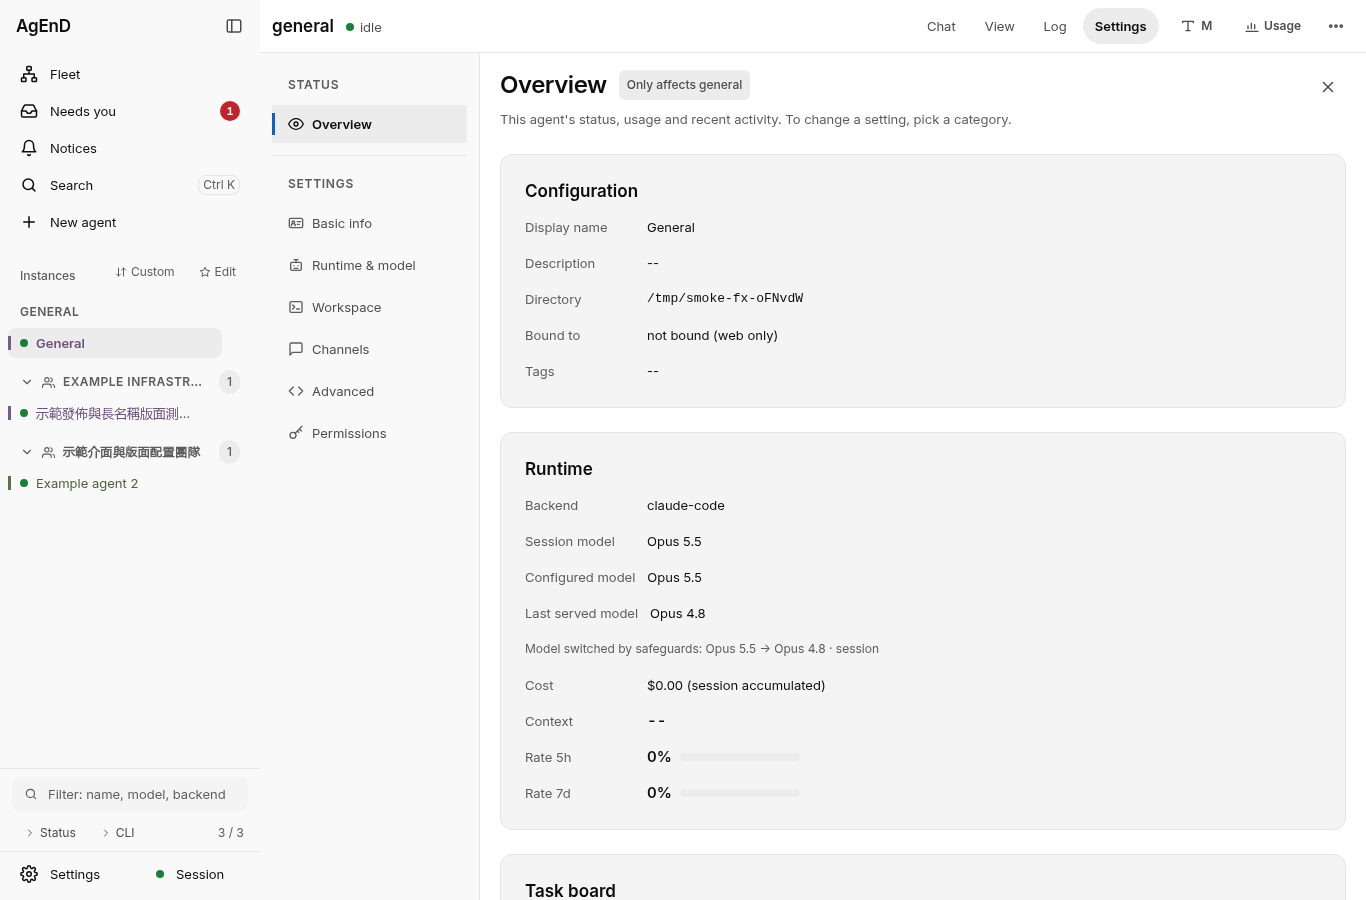 AgEnD
Fleet
Needs you 1
Notices
Search Ctrl K
New agent
Instances Custom Edit
GENERAL
General
EXAMPLE INFRASTR... 1
示範發佈與長名稱版面測...
示範介面與版面配置團隊 1
Example agent 2
Filter: name, model, backend
Status CLI 3 / 3
Settings Session
general idle
Chat View Log Settings M Usage
STATUS
Overview
SETTINGS
Basic info
Runtime & model
Workspace
Channels
Advanced
Permissions
Overview Only affects general
This agent's status, usage and recent activity. To change a setting, pick a category.
Configuration
Display name General
Description --
Directory /tmp/smoke-fx-oFNvdW
Bound to not bound (web only)
Tags --
Runtime
Backend claude-code
Session model Opus 5.5
Configured model Opus 5.5
Last served model Opus 4.8
Model switched by safeguards: Opus 5.5 → Opus 4.8 · session
Cost $0.00 (session accumulated)
Context --
Rate 5h 0%
Rate 7d 0%
Task board